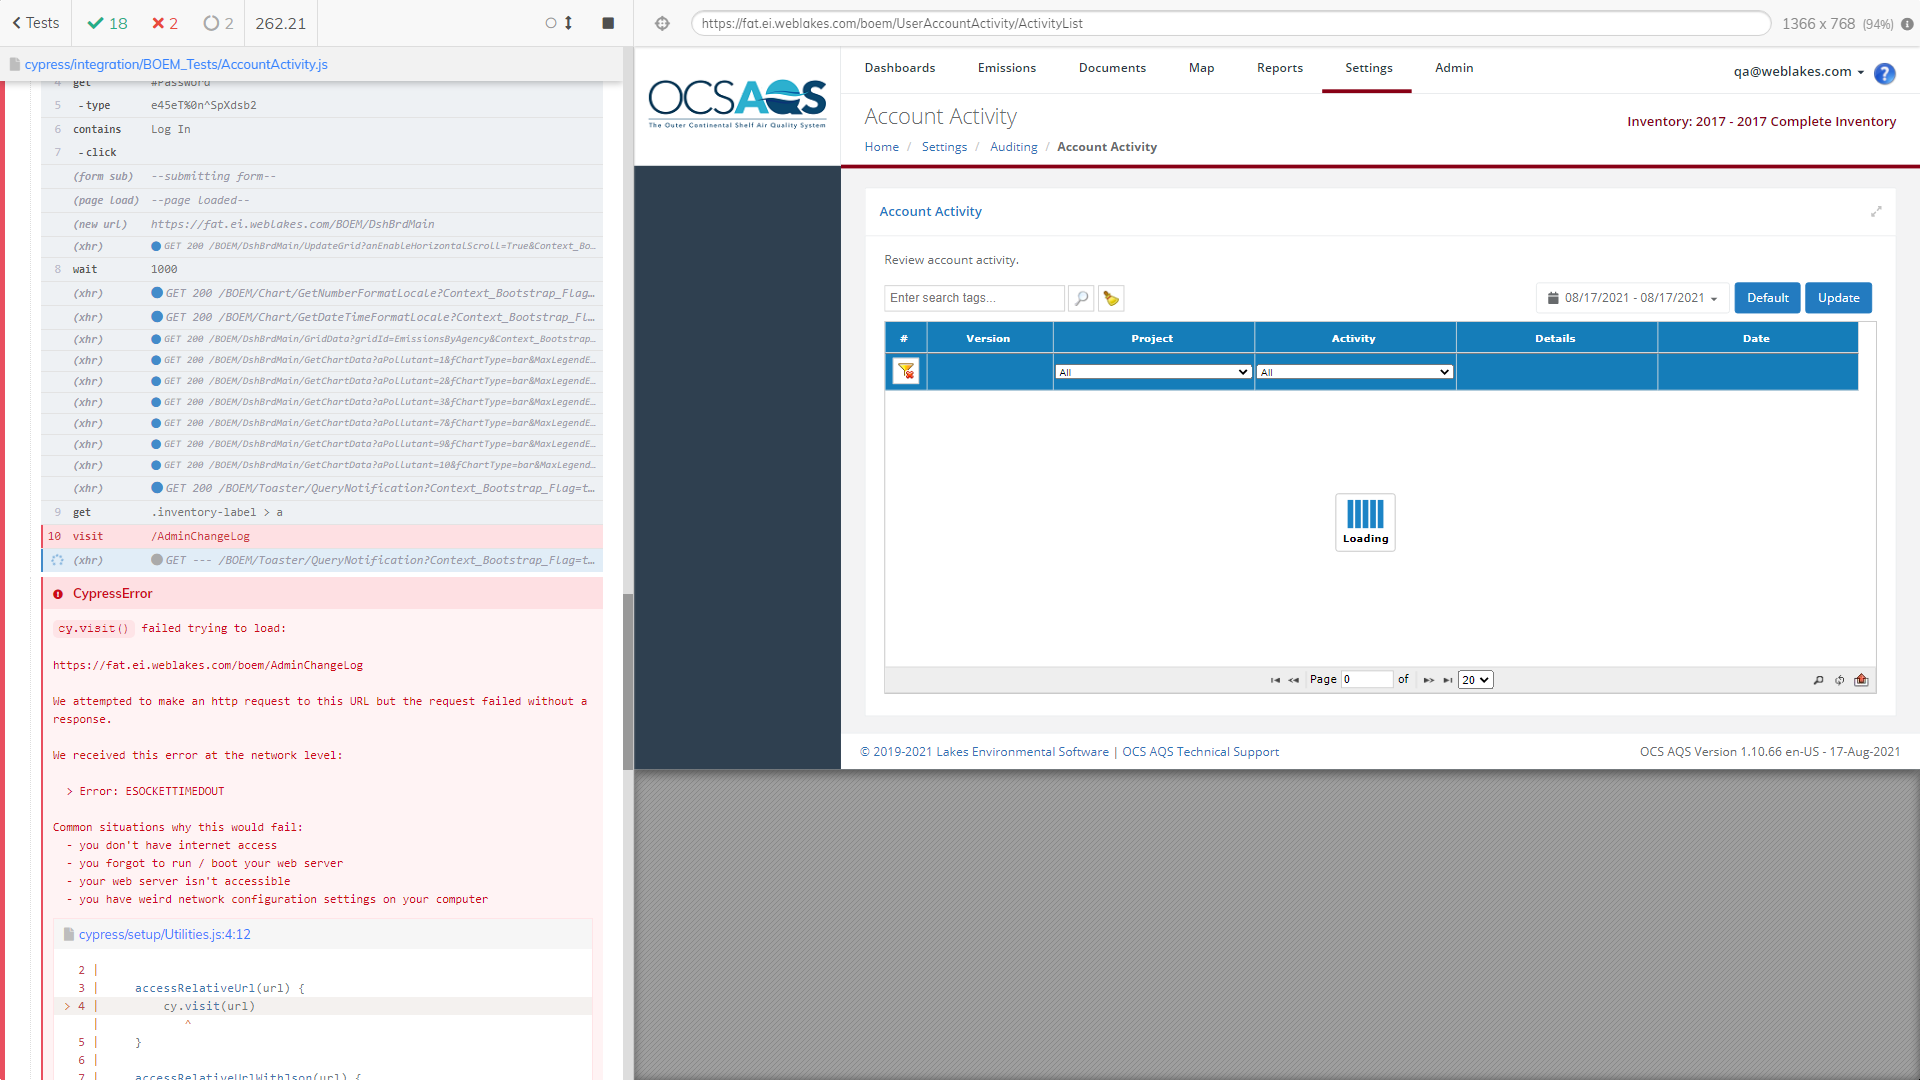 Tests
18
2
2
262.21
cypress/integration/BOEM_Tests/AccountActivity.js
4 get #Password
5 -type e45eT%0n^SpXdsb2
6 contains Log In
7 -click
(form sub) --submitting form--
(page load) --page loaded--
(new url) https://fat.ei.weblakes.com/BOEM/DshBrdMain
(xhr) GET 200 /BOEM/DshBrdMain/UpdateGrid?anEnableHorizontalScroll=True&Context_Bo...
8 wait 1000
(xhr) GET 200 /BOEM/Chart/GetNumberFormatLocale?Context_Bootstrap_Flag...
(xhr) GET 200 /BOEM/Chart/GetDateTimeFormatLocale?Context_Bootstrap_Fl...
(xhr) GET 200 /BOEM/DshBrdMain/GridData?gridId=EmissionsByAgency&Context_Bootstrap...
(xhr) GET 200 /BOEM/DshBrdMain/GetChartData?aPollutant=1&fChartType=bar&MaxLegendE...
(xhr) GET 200 /BOEM/DshBrdMain/GetChartData?aPollutant=2&fChartType=bar&MaxLegendE...
(xhr) GET 200 /BOEM/DshBrdMain/GetChartData?aPollutant=3&fChartType=bar&MaxLegendE...
(xhr) GET 200 /BOEM/DshBrdMain/GetChartData?aPollutant=7&fChartType=bar&MaxLegendE...
(xhr) GET 200 /BOEM/DshBrdMain/GetChartData?aPollutant=9&fChartType=bar&MaxLegendE...
(xhr) GET 200 /BOEM/DshBrdMain/GetChartData?aPollutant=10&fChartType=bar&MaxLegend...
(xhr) GET 200 /BOEM/Toaster/QueryNotification?Context_Bootstrap_Flag=t...
9 get .inventory-label > a
10 visit /AdminChangeLog
(xhr) GET --- /BOEM/Toaster/QueryNotification?Context_Bootstrap_Flag=t...
CypressError
cy.visit() failed trying to load:
https://fat.ei.weblakes.com/boem/AdminChangeLog
We attempted to make an http request to this URL but the request failed without a
response.
We received this error at the network level:
> Error: ESOCKETTIMEDOUT
Common situations why this would fail:
- you don't have internet access
- you forgot to run / boot your web server
- your web server isn't accessible
- you have weird network configuration settings on your computer
cypress/setup/Utilities.js:4:12
2 |
3 | accessRelativeUrl(url) {
> 4 | cy.visit(url)
| ^
5 | }
6 |
7 | accessRelativeUrlWithJson(url) {
https://fat.ei.weblakes.com/boem/UserAccountActivity/ActivityList
1366 x 768 (94%)
OCSAQS
The Outer Continental Shelf Air Quality System
Dashboards
Emissions
Documents
Map
Reports
Settings
Admin
qa@weblakes.com
?
Account Activity
Inventory: 2017 - 2017 Complete Inventory
Home / Settings / Auditing / Account Activity
Account Activity
Review account activity.
Enter search tags...
08/17/2021 - 08/17/2021
Default
Update
# Version Project Activity Details Date
All
All
Loading
Page 0 of
20
© 2019-2021 Lakes Environmental Software | OCS AQS Technical Support
OCS AQS Version 1.10.66 en-US - 17-Aug-2021